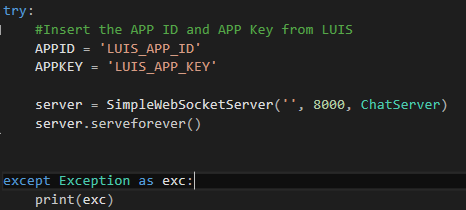 try:
    #Insert the APP ID and APP Key from LUIS
    APPID = 'LUIS_APP_ID'
    APPKEY = 'LUIS_APP_KEY'
    server = SimpleWebSocketServer('', 8000, ChatServer)
    server.serveforever()
except Exception as exc:
    print(exc)